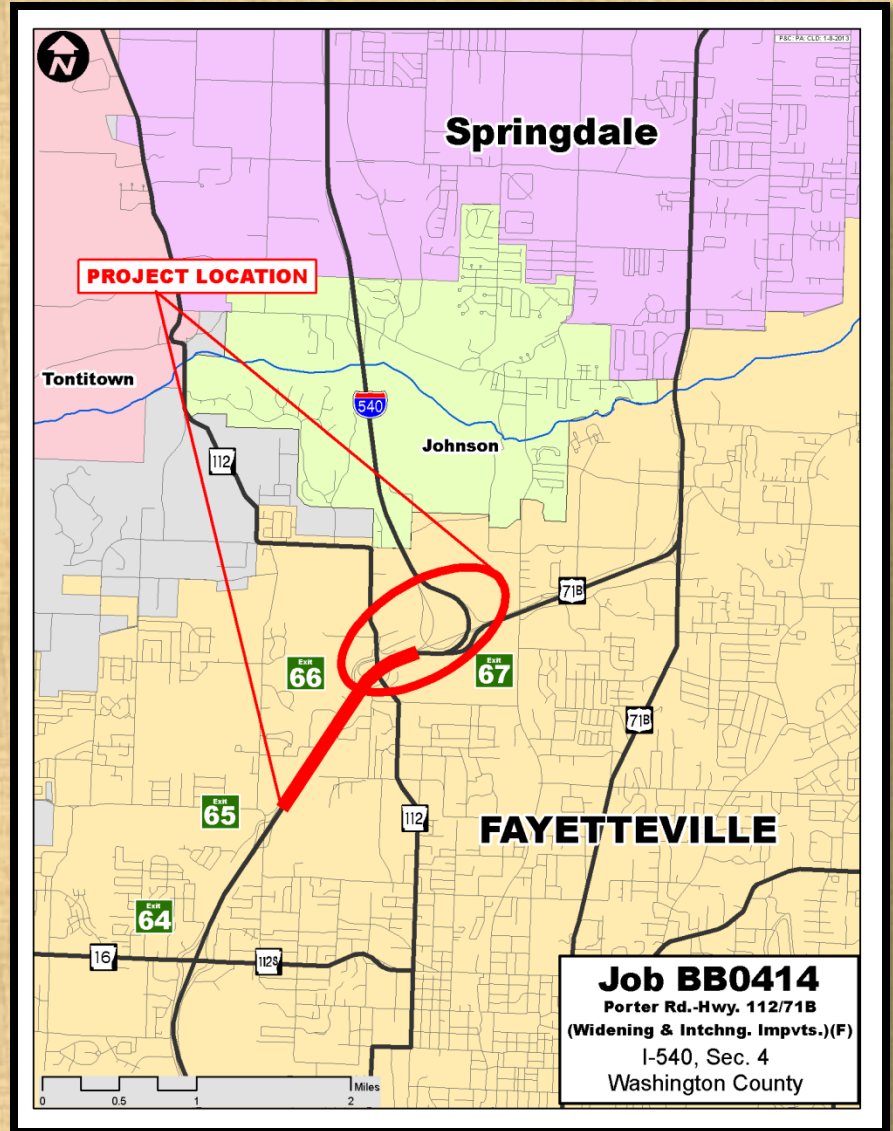 N
P&C: PA: CLD: 1-8-2013
Springdale
PROJECT LOCATION
Tontitown
540
Johnson
112
71B
Exit
66
Exit
67
71B
Exit
65
112
FAYETTEVILLE
Exit
64
16
112S
Job BB0414
Porter Rd.-Hwy. 112/71B
(Widening & Intchng. Impvts.)(F)
I-540, Sec. 4
Washington County
Miles
0 0.5 1 2